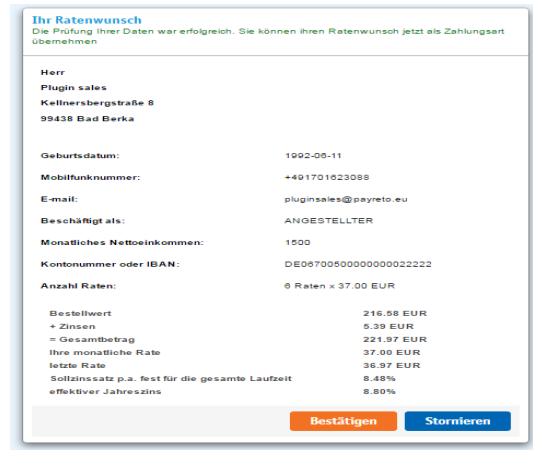 Ihr Ratenwunsch
Die Prüfung Ihrer Daten war erfolgreich. Sie können ihren Ratenwunsch jetzt als Zahlungsart
übernehmen
Herr
Plugin sales
Kellnersbergstraße 8
99438 Bad Berka
Geburtsdatum: 1992-06-11
Mobilfunknummer: +491701623088
E-mail: pluginsales@payreto.eu
Beschäftigt als: ANGESTELLTER
Monatliches Nettoeinkommen: 1500
Kontonummer oder IBAN: DE06700500000000022222
Anzahl Raten: 6 Raten × 37.00 EUR
Bestellwert 216.58 EUR
+ Zinsen 5.39 EUR
= Gesamtbetrag 221.97 EUR
Ihre monatliche Rate 37.00 EUR
letzte Rate 36.97 EUR
Sollzinssatz p.a. fest für die gesamte Laufzeit 8.48%
effektiver Jahreszins 8.80%
Bestätigen Stornieren